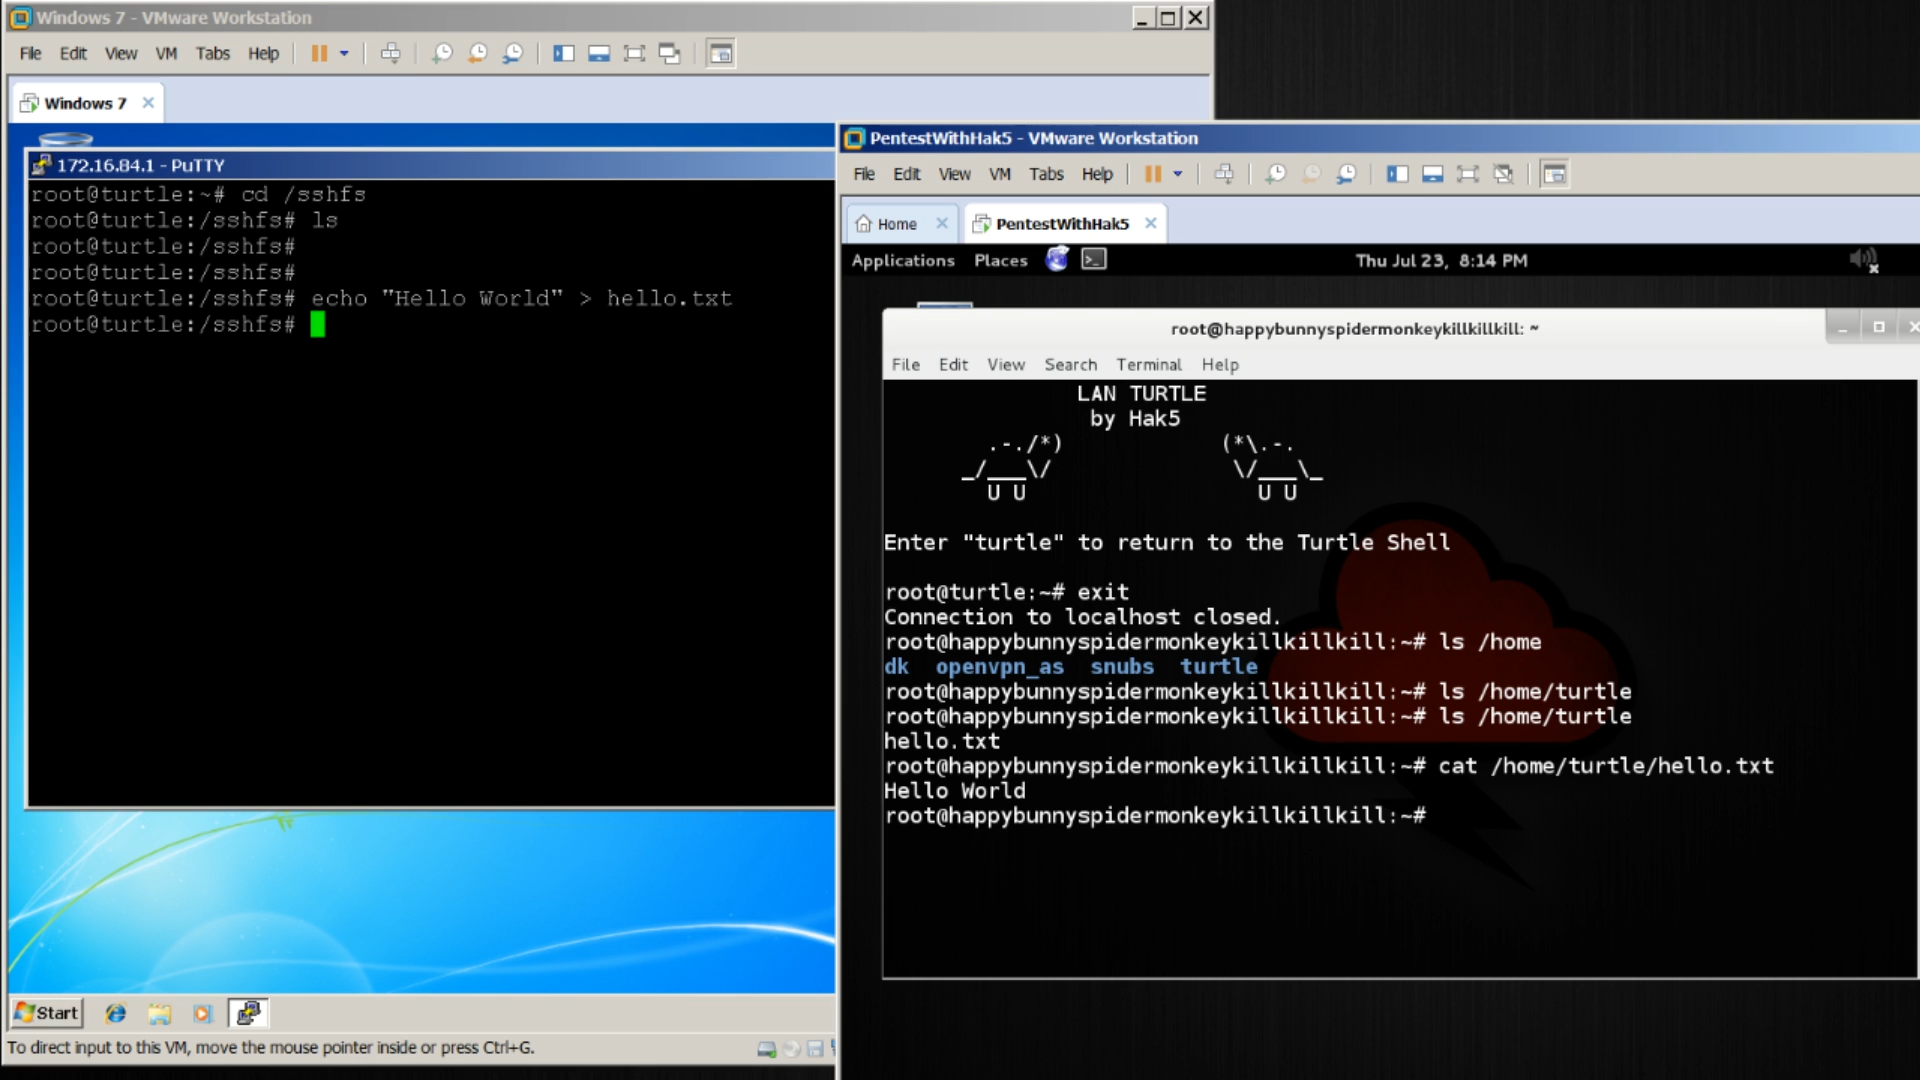 Windows 7 - VMware Workstation
File Edit View VM Tabs Help
Windows 7
172.16.84.1 - PuTTY
root@turtle:~# cd /sshfs
root@turtle:/sshfs# ls
root@turtle:/sshfs#
root@turtle:/sshfs#
root@turtle:/sshfs# echo "Hello World" > hello.txt
root@turtle:/sshfs#
Start
To direct input to this VM, move the mouse pointer inside or press Ctrl+G.
PentestWithHak5 - VMware Workstation
File Edit View VM Tabs Help
Home PentestWithHak5
Applications Places Thu Jul 23, 8:14 PM
root@happybunnyspidermonkeykillkillkill: ~
File Edit View Search Terminal Help
LAN TURTLE
by Hak5
.-./*) (*\.-.
_/___\/ \/___\_
U U U U
Enter "turtle" to return to the Turtle Shell
root@turtle:~# exit
Connection to localhost closed.
root@happybunnyspidermonkeykillkillkill:~# ls /home
dk openvpn_as snubs turtle
root@happybunnyspidermonkeykillkillkill:~# ls /home/turtle
root@happybunnyspidermonkeykillkillkill:~# ls /home/turtle
hello.txt
root@happybunnyspidermonkeykillkillkill:~# cat /home/turtle/hello.txt
Hello World
root@happybunnyspidermonkeykillkillkill:~#